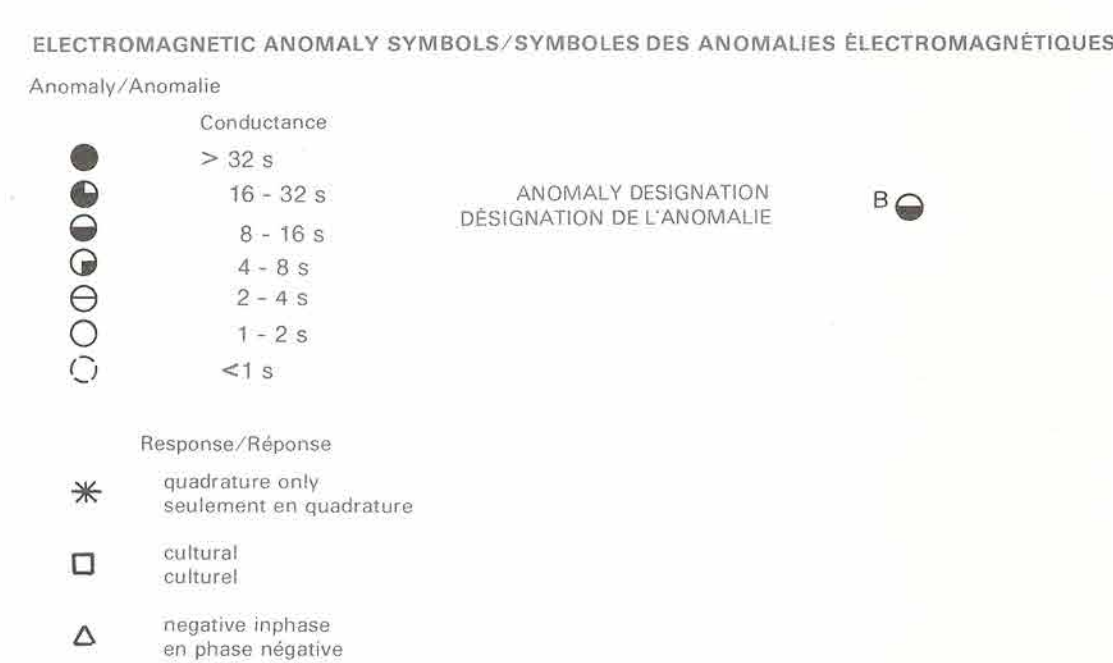 ELECTROMAGNETIC ANOMALY SYMBOLS/SYMBOLES DES ANOMALIES ÉLECTROMAGNÉTIQUES
Anomaly/Anomalie
Conductance
> 32 s
16 - 32 s
8 - 16 s
4 - 8 s
2 - 4 s
1 - 2 s
<1 s
ANOMALY DESIGNATION
DÉSIGNATION DE L'ANOMALIE
B
Response/Réponse
quadrature only
seulement en quadrature
cultural
culturel
negative inphase
en phase négative